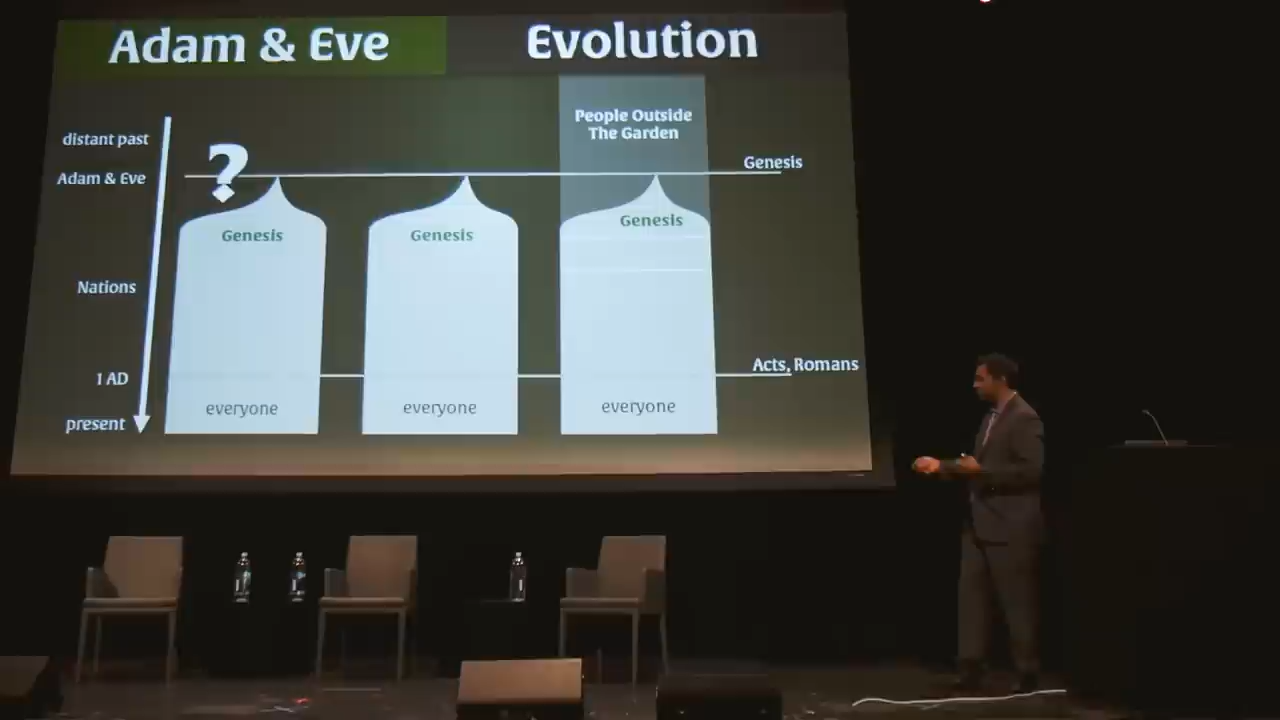 Adam & Eve
Evolution
People Outside
The Garden
distant past
?
Genesis
Adam & Eve
Genesis
Genesis
Genesis
Nations
Acts, Romans
1 AD
everyone
everyone
everyone
present